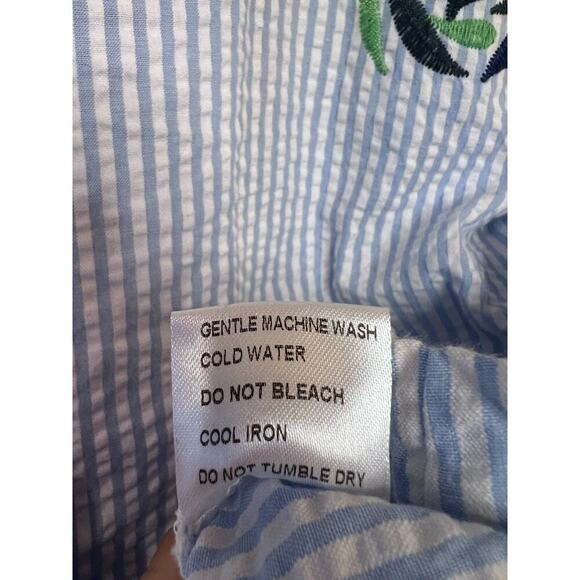 GENTLE MACHINE WASH
COLD WATER
DO NOT BLEACH
COOL IRON
DO NOT TUMBLE DRY